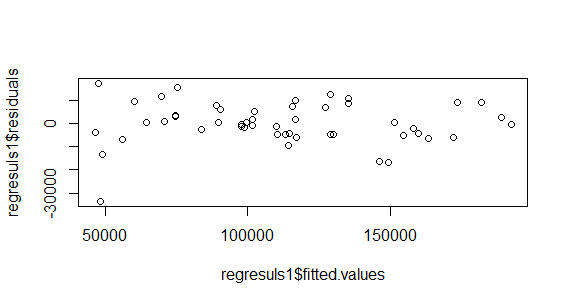 regresuls1$residuals
0
-30000
50000
100000
150000
regresuls1$fitted.values